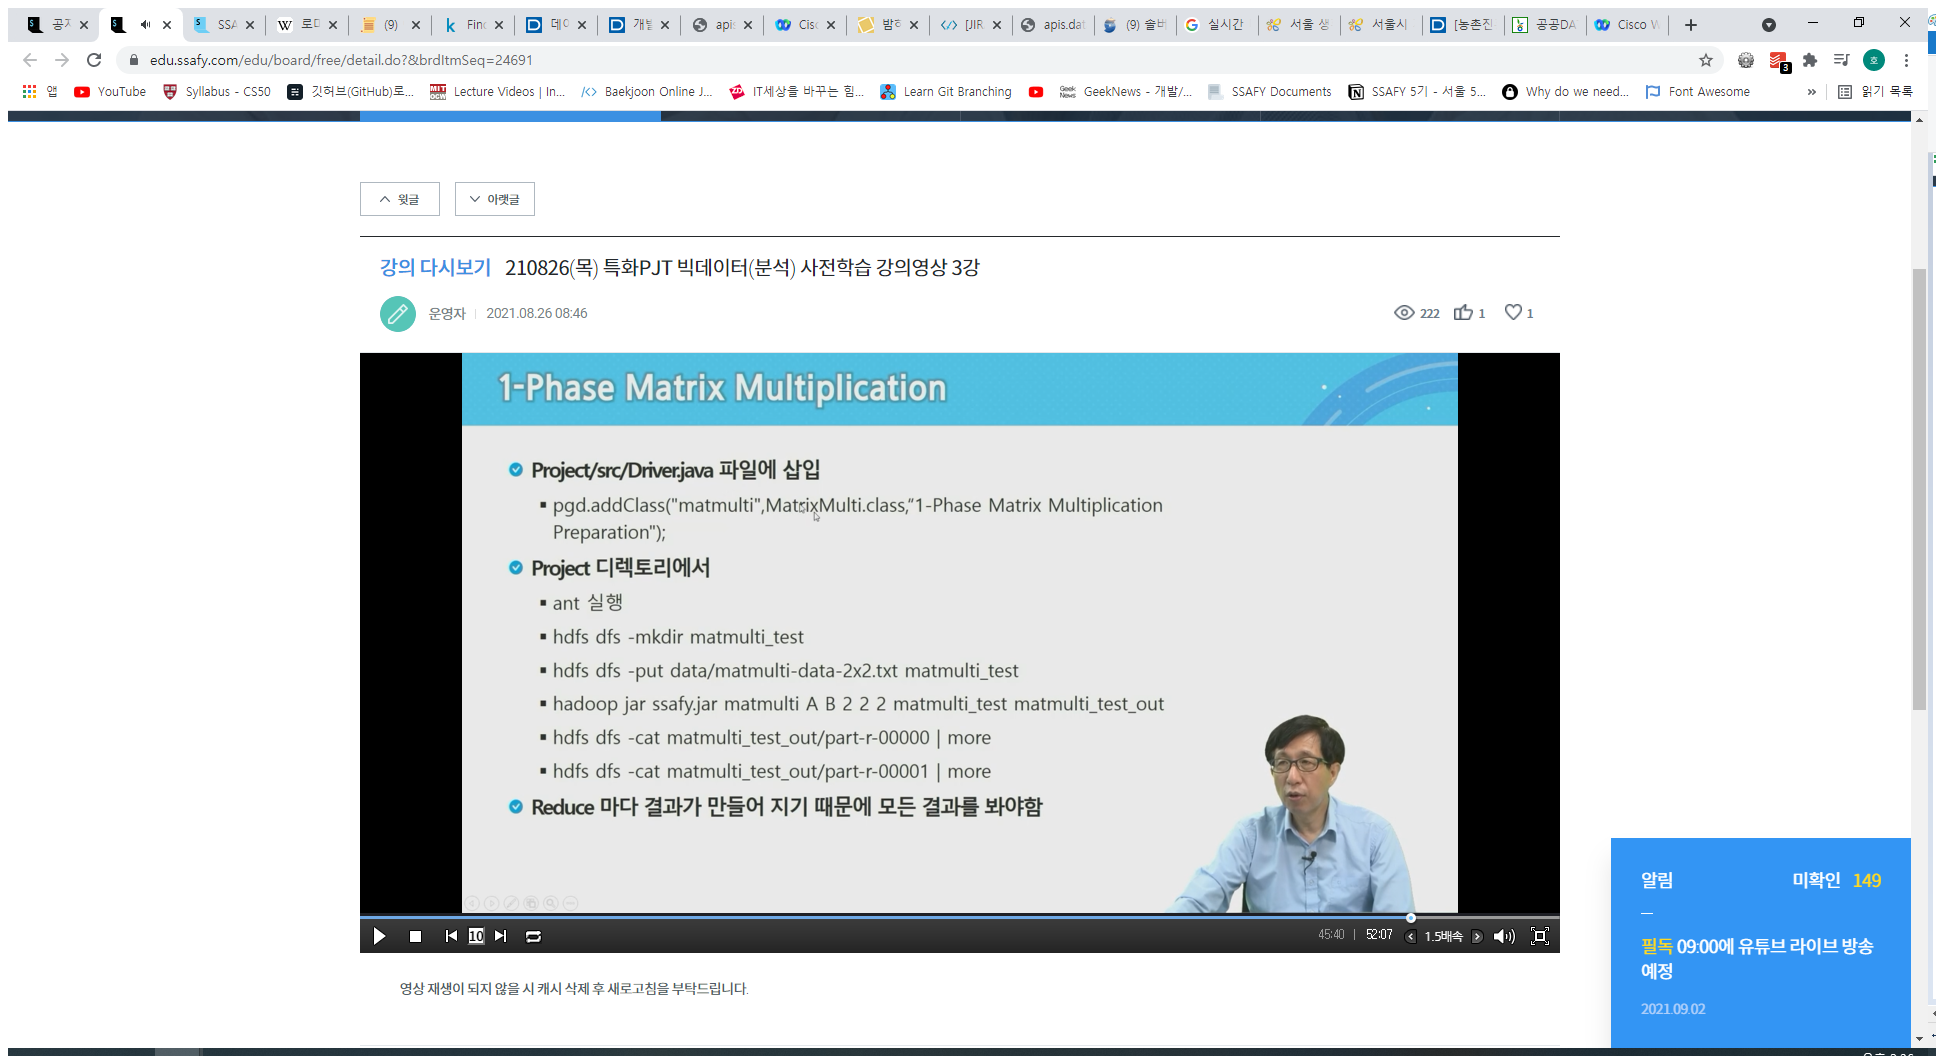 공지
SSA
로마
(9)
Find
데이
개발
apis
Cisc
밤하
[JIR
apis.dat
(9) 솔버
실시간
서울 생
서울시
[농촌진
공공DA
Cisco W
edu.ssafy.com/edu/board/free/detail.do?&brdItmSeq=24691
3
호
앱
YouTube
Syllabus - CS50
깃허브(GitHub)로...
Lecture Videos | In...
Baekjoon Online J...
IT세상을 바꾸는 힘...
Learn Git Branching
GeekNews - 개발/...
SSAFY Documents
SSAFY 5기 - 서울 5...
Why do we need...
Font Awesome
»
읽기 목록
윗글
아랫글
강의 다시보기 210826(목) 특화PJT 빅데이터(분석) 사전학습 강의영상 3강
운영자 2021.08.26 08:46
222 1 1
1-Phase Matrix Multiplication
Project/src/Driver.java 파일에 삽입
▪ pgd.addClass("matmulti",MatrixMulti.class,"1-Phase Matrix Multiplication
Preparation");
Project 디렉토리에서
▪ ant 실행
▪ hdfs dfs -mkdir matmulti_test
▪ hdfs dfs -put data/matmulti-data-2x2.txt matmulti_test
▪ hadoop jar ssafy.jar matmulti A B 2 2 2 matmulti_test matmulti_test_out
▪ hdfs dfs -cat matmulti_test_out/part-r-00000 | more
▪ hdfs dfs -cat matmulti_test_out/part-r-00001 | more
Reduce 마다 결과가 만들어 지기 때문에 모든 결과를 봐야함
10
45:40 | 52:07
1.5배속
영상 재생이 되지 않을 시 캐시 삭제 후 새로고침을 부탁드립니다.
알림 미확인 149
필독 09:00에 유튜브 라이브 방송
예정
2021.09.02